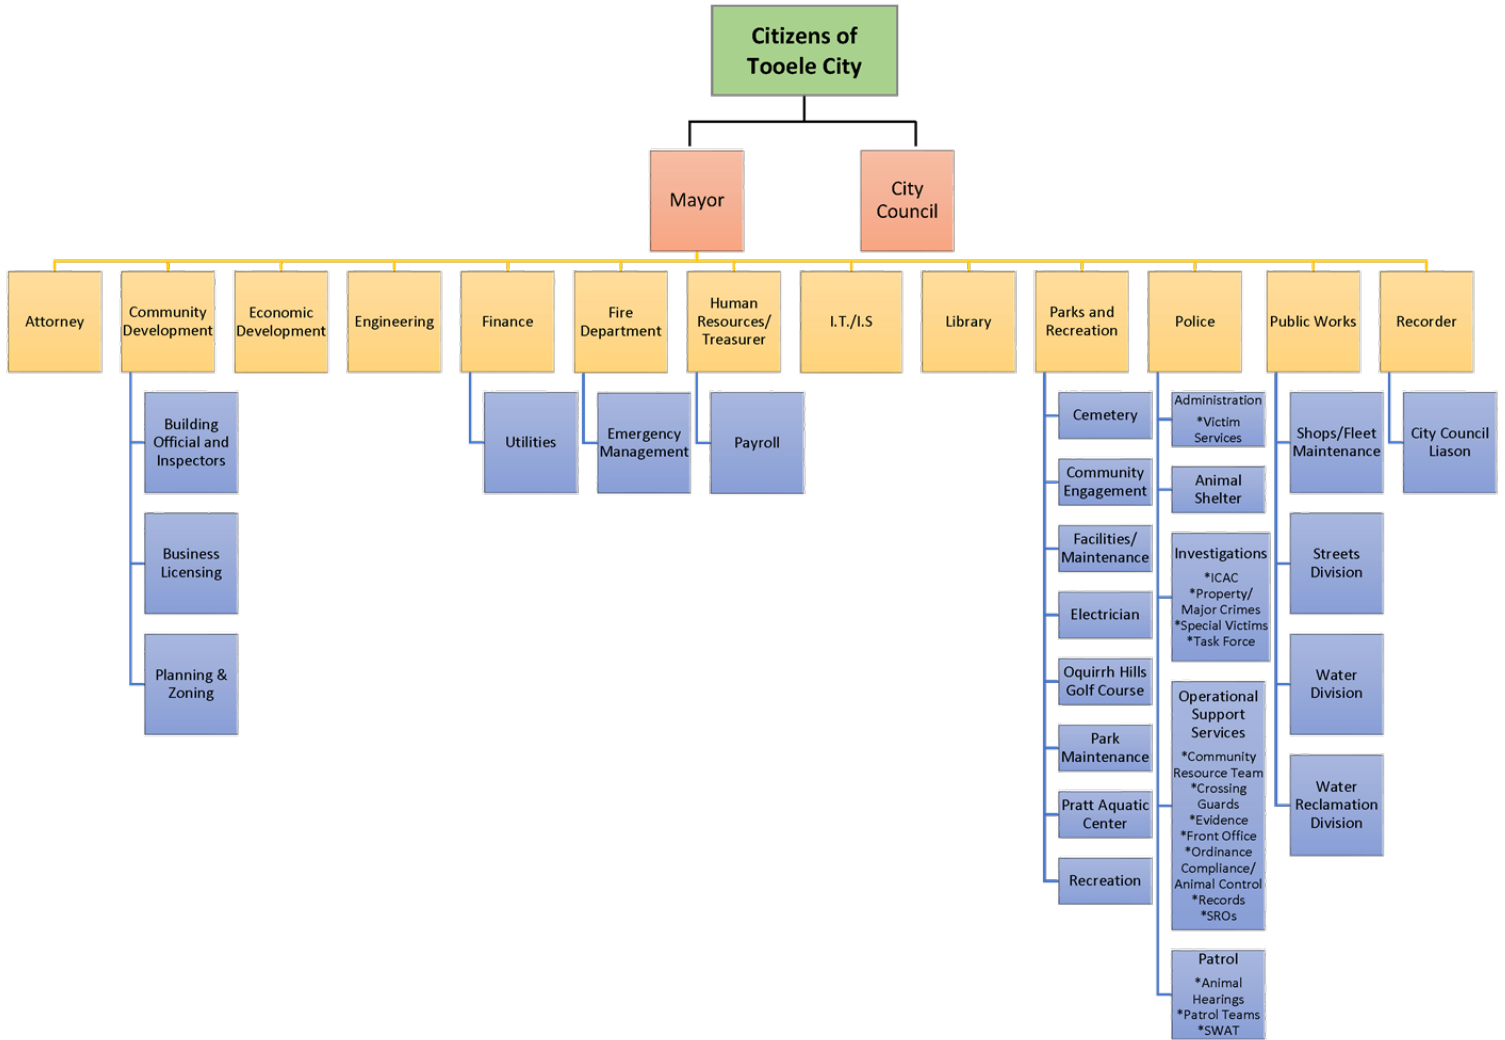 Citizens of
Tooele City
Mayor
City
Council
Attorney
Community
Development
Economic
Development
Engineering
Finance
Fire
Department
Human
Resources/
Treasurer
I.T./I.S
Library
Parks and
Recreation
Police
Public Works
Recorder
Building
Official and
Inspectors
Business
Licensing
Planning &
Zoning
Utilities
Emergency
Management
Payroll
Cemetery
Community
Engagement
Facilities/
Maintenance
Electrician
Oquirrh Hills
Golf Course
Park
Maintenance
Pratt Aquatic
Center
Recreation
Administration
*Victim
Services
Animal
Shelter
Investigations
*ICAC
*Property/
Major Crimes
*Special Victims
*Task Force
Operational
Support
Services
*Community
Resource Team
*Crossing
Guards
*Evidence
*Front Office
*Ordinance
Compliance/
Animal Control
*Records
*SROs
Patrol
*Animal
Hearings
*Patrol Teams
*SWAT
Shops/Fleet
Maintenance
Streets
Division
Water
Division
Water
Reclamation
Division
City Council
Liason